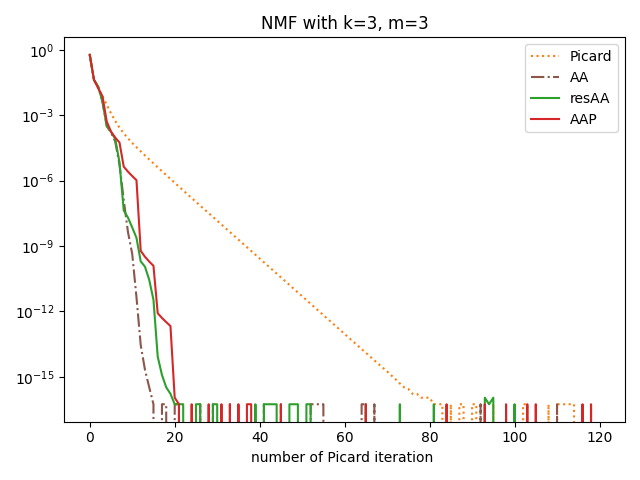 NMF with k=3, m=3
10^0
10^-3
10^-6
10^-9
10^-12
10^-15
Picard
AA
resAA
AAP
0 20 40 60 80 100 120
number of Picard iteration